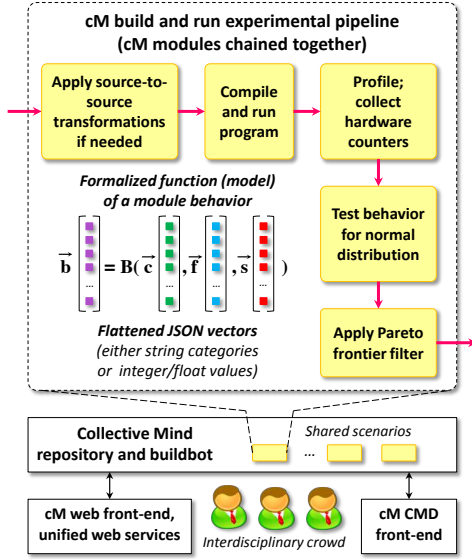 cM build and run experimental pipeline
(cM modules chained together)
Apply source-to-
source
transformations
if needed
Compile
and run
program
Profile;
collect
hardware
counters
Formalized function (model)
of a module behavior
Test behavior
for normal
distribution
b = B( c , f , s )
... ... ... ...
Flattened JSON vectors
(either string categories
or integer/float values)
Apply Pareto
frontier filter
Collective Mind
repository and buildbot
Shared scenarios
...
cM web front-end,
unified web services
Interdisciplinary crowd
cM CMD
front-end